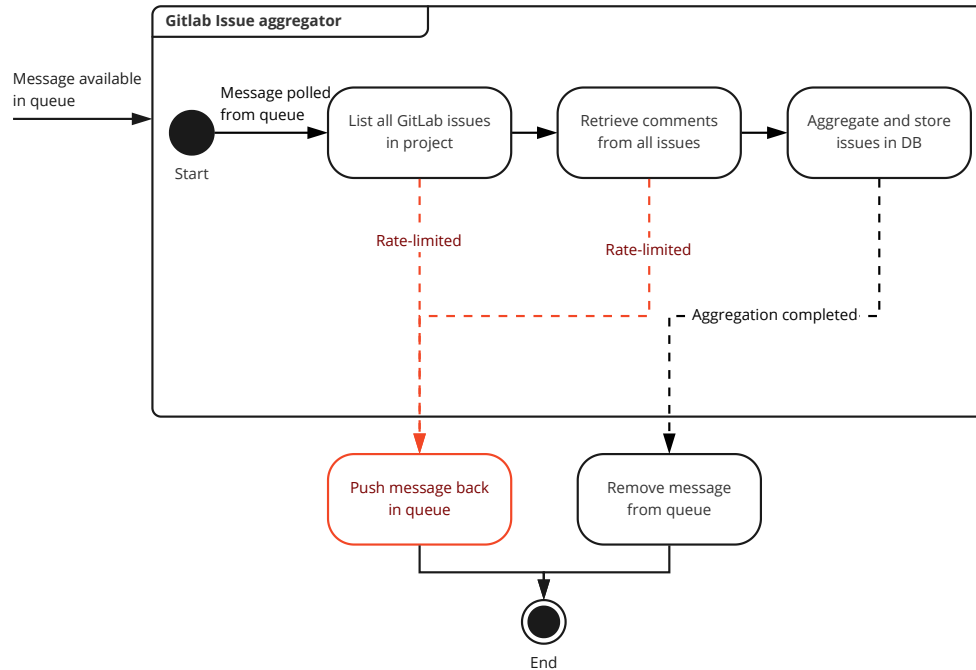 Gitlab Issue aggregator
Message available
in queue
Message polled
from queue
Start
List all GitLab issues
in project
Retrieve comments
from all issues
Aggregate and store
issues in DB
Rate-limited
Rate-limited
Aggregation completed
Push message back
in queue
Remove message
from queue
End